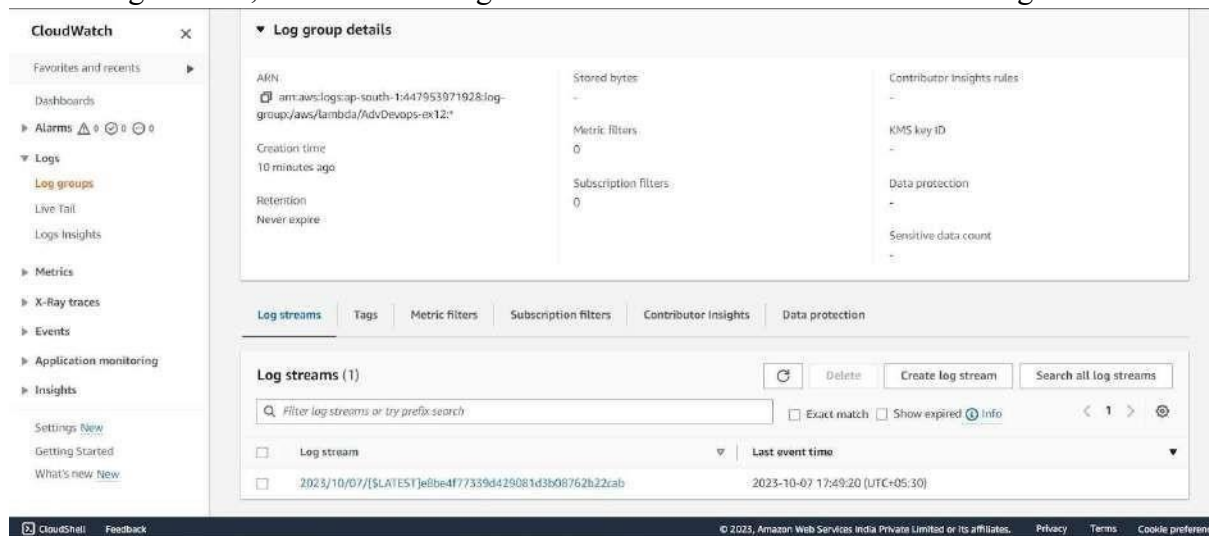 CloudWatch
Favorites and recents
Dashboards
Alarms 0 0 0
Logs
Log groups
Live Tail
Logs Insights
Metrics
X-Ray traces
Events
Application monitoring
Insights
Settings New
Getting Started
What's new New
Log group details
ARN
arn:aws:logs:ap-south-1:447953971928:log-
group:/aws/lambda/AdvDevops-ex12:*
Creation time
10 minutes ago
Retention
Never expire
Stored bytes
-
Metric filters
0
Subscription filters
0
Contributor Insights rules
-
KMS key ID
-
Data protection
-
Sensitive data count
-
Log streams Tags Metric filters Subscription filters Contributor Insights Data protection
Log streams (1)
Delete Create log stream Search all log streams
Filter log streams or try prefix search Exact match Show expired Info 1
Log stream Last event time
2023/10/07/[$LATEST]e8be4f77339d429081d3b08762b22cab 2023-10-07 17:49:20 (UTC+05:30)
CloudShell Feedback © 2023, Amazon Web Services India Private Limited or its affiliates. Privacy Terms Cookie preferen